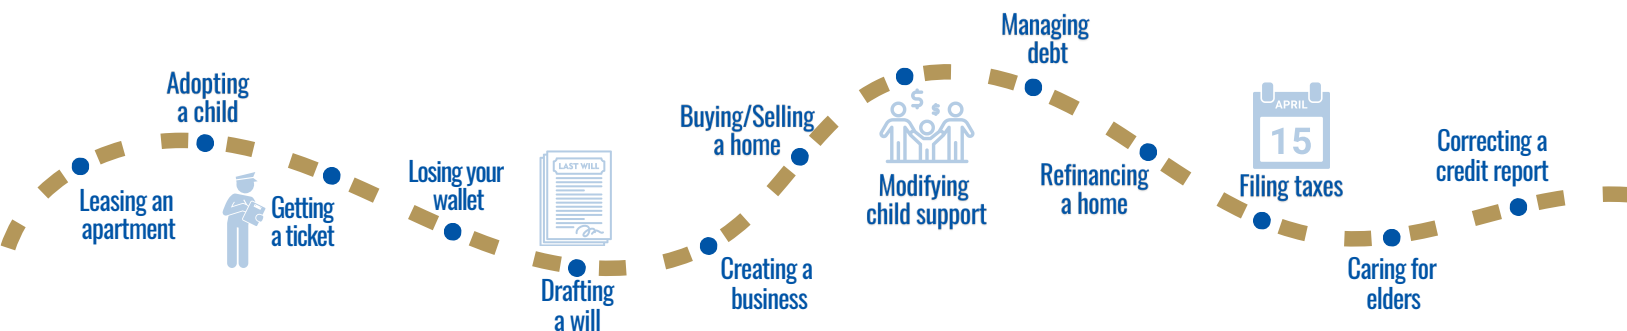 Leasing an
apartment
Adopting
a child
Getting
a ticket
Losing your
wallet
LAST WILL
Drafting
a will
Creating a
business
Buying/Selling
a home
$
$
Modifying
child support
Managing
debt
Refinancing
a home
APRIL
15
Filing taxes
Caring for
elders
Correcting a
credit report